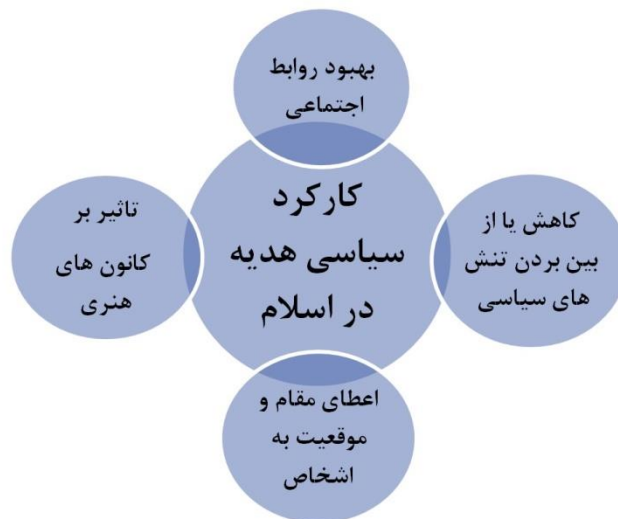 بهبود روابط
اجتماعی
کارکرد
سیاسی هدیه
در اسلام
کاهش یا از
بین بردن تنش
های سیاسی
اعطای مقام و
موقعیت به
اشخاص
تاثیر بر
کانون های
هنری